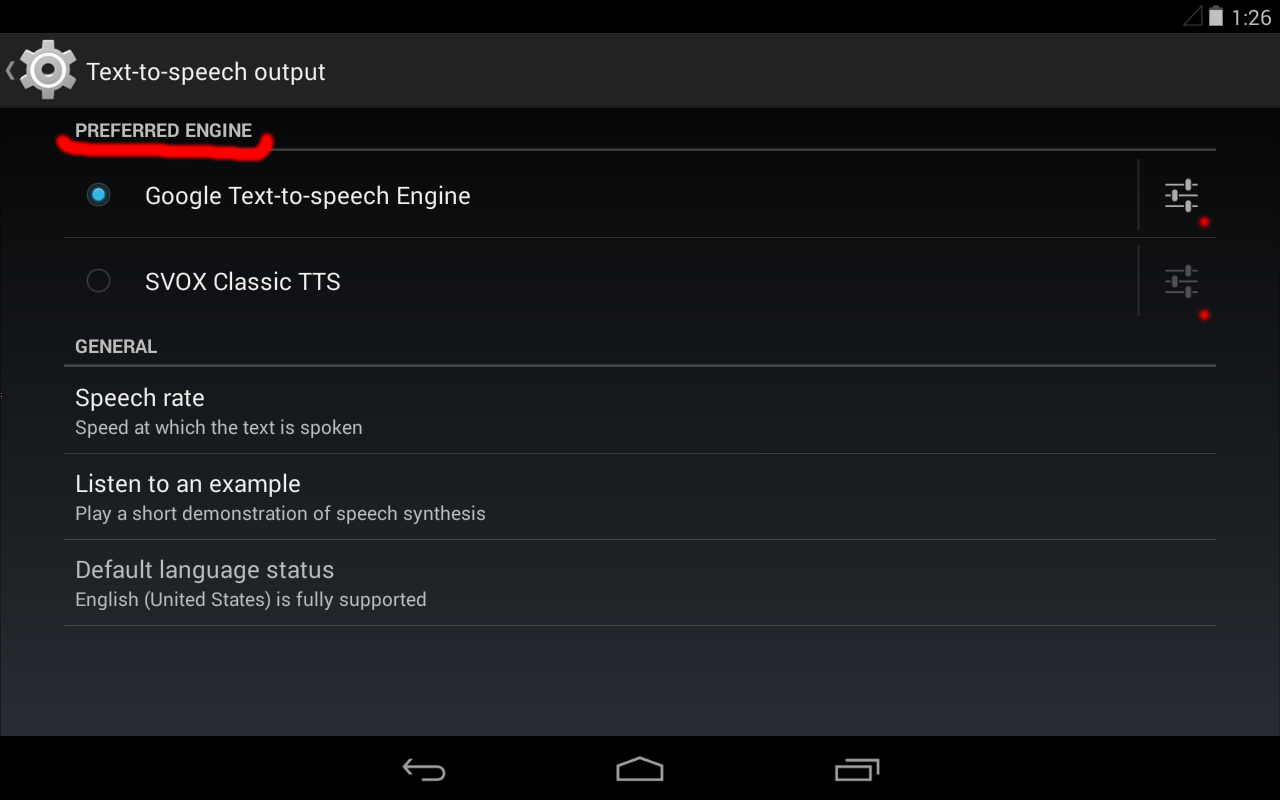 1:26
Text-to-speech output
PREFERRED ENGINE
Google Text-to-speech Engine
SVOX Classic TTS
GENERAL
Speech rate
Speed at which the text is spoken
Listen to an example
Play a short demonstration of speech synthesis
Default language status
English (United States) is fully supported